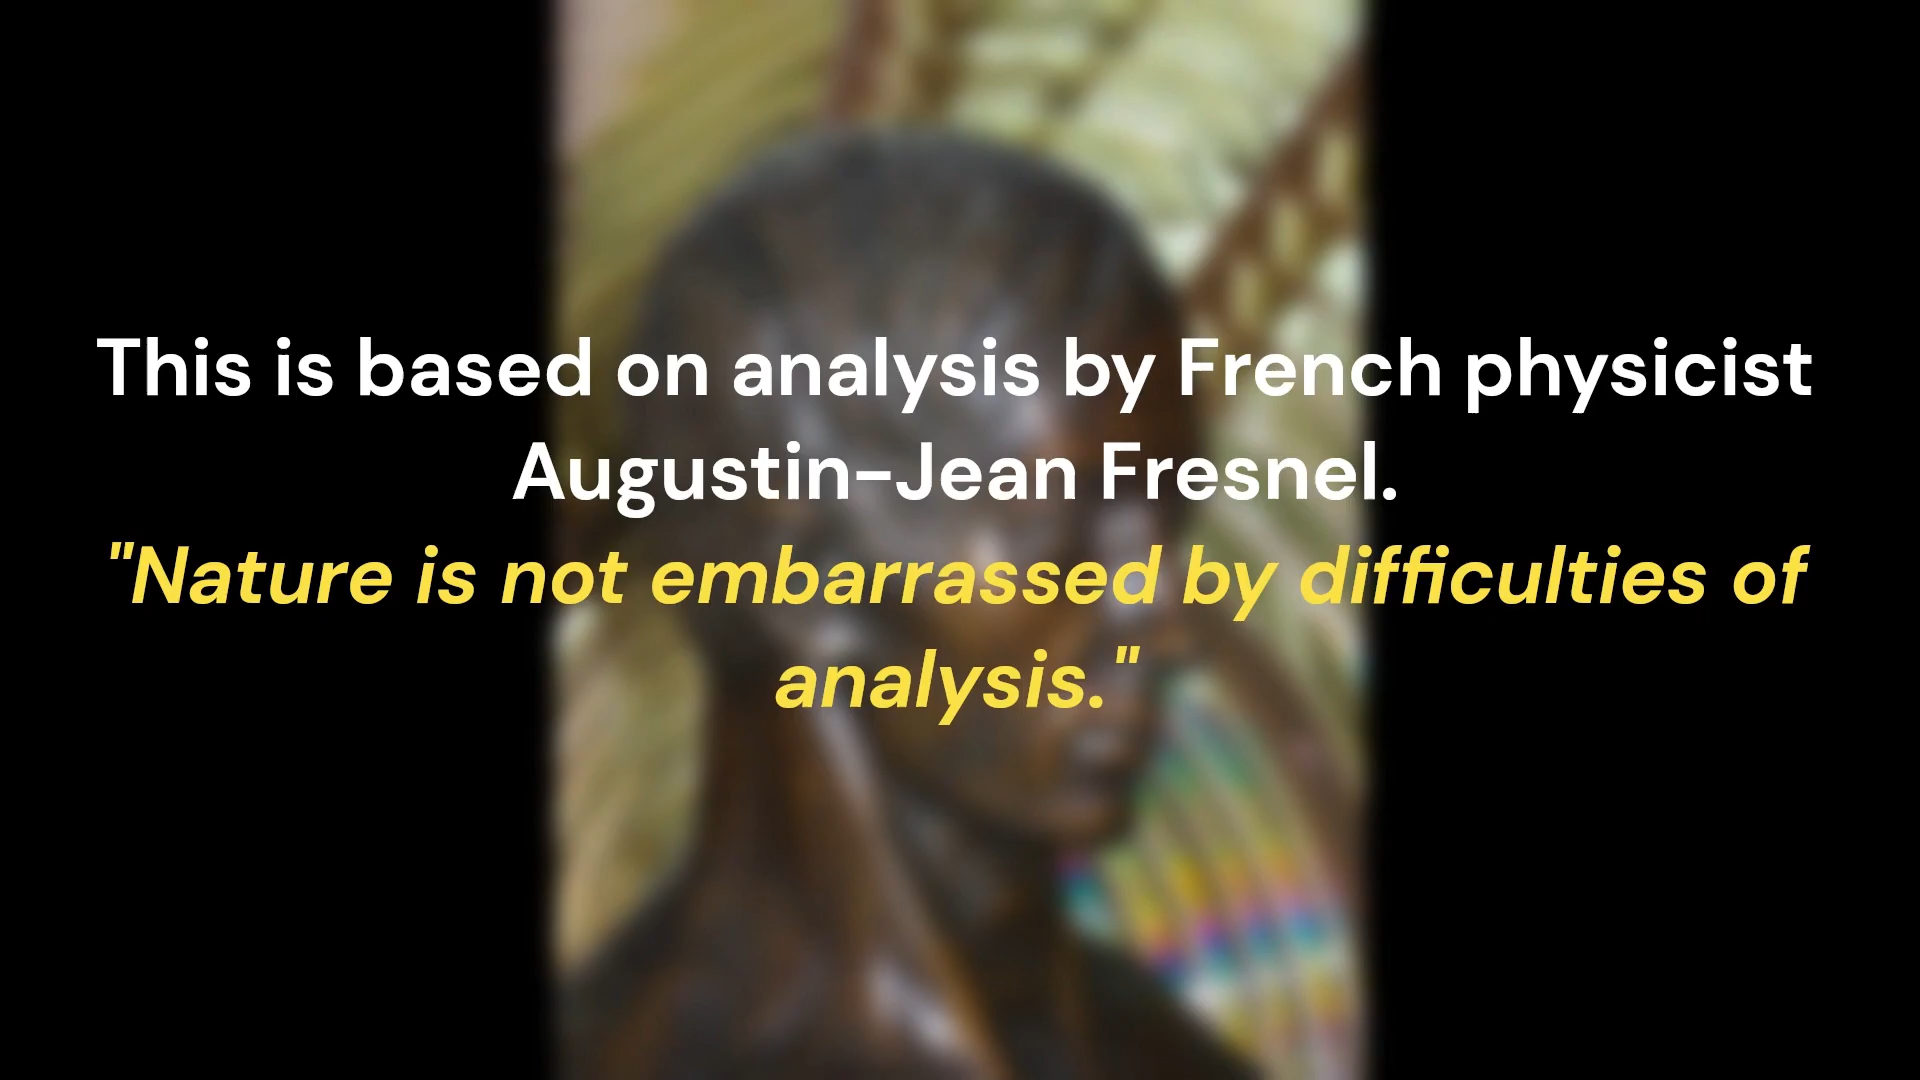 This is based on analysis by French physicist
Augustin-Jean Fresnel.
"Nature is not embarrassed by difficulties of
analysis."